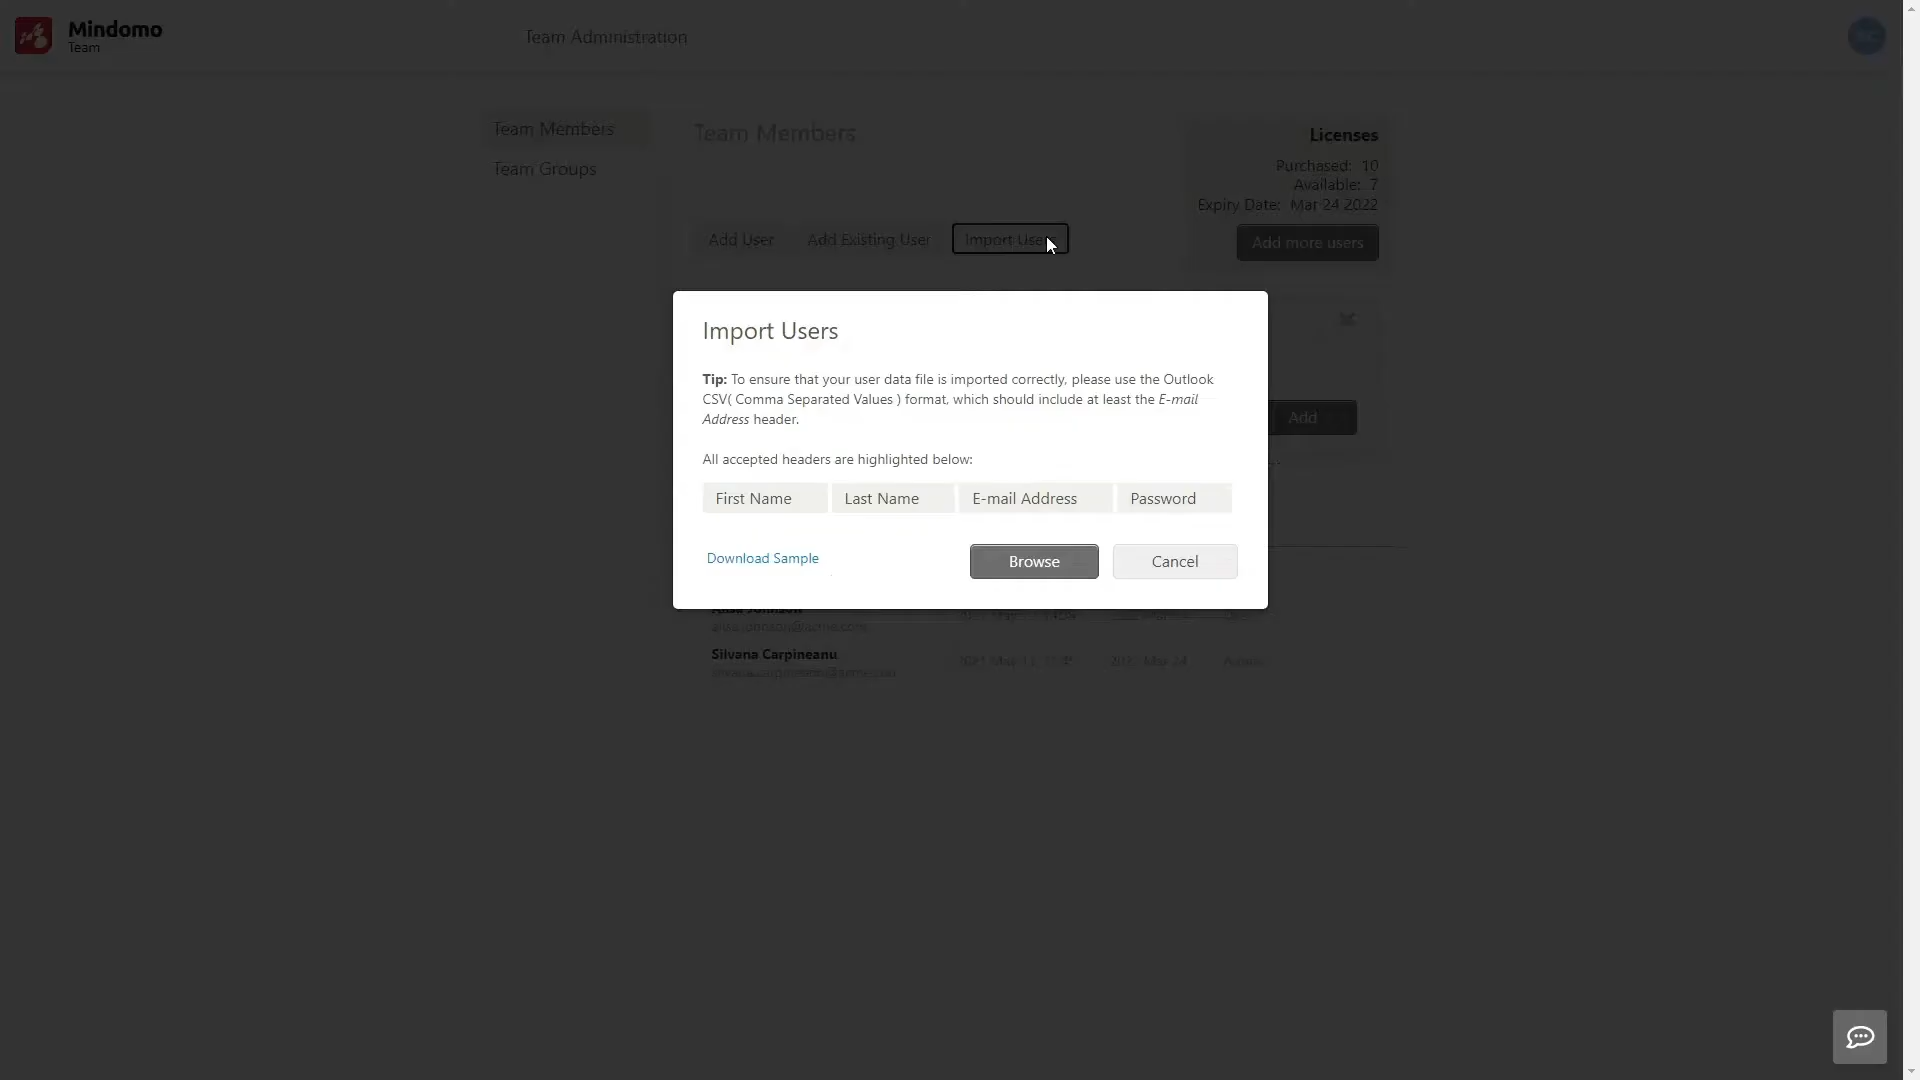 Mindomo
Team
Team Administration
Team Members
Team Groups
Team Members
Licenses
Purchased: 10
Available: 7
Expiry Date: Mar 24 2022
Add more users
Add User
Add Existing User
Import Users
Import Users
Tip: To ensure that your user data file is imported correctly, please use the Outlook
CSV( Comma Separated Values ) format, which should include at least the E-mail
Address header.
All accepted headers are highlighted below:
First Name
Last Name
E-mail Address
Password
Download Sample
Browse
Cancel
Add
Johnson
Silvana Carpineanu